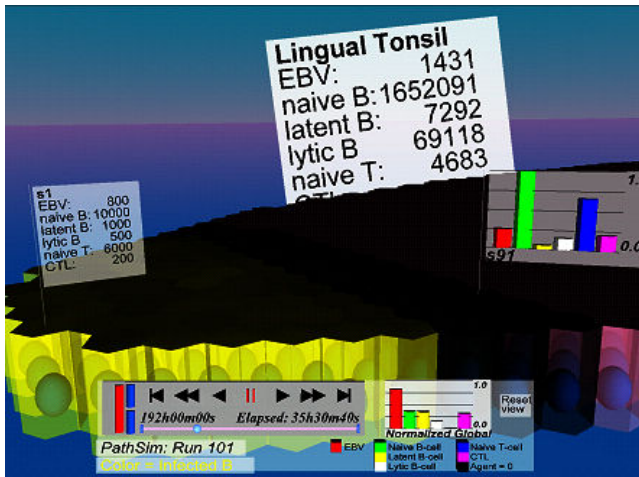 Lingual Tonsil
EBV: 1431
naive B: 1652091
latent B: 7292
lytic B 69118
naive T: 4683
s1
EBV: 800
naive B: 10000
latent B: 1000
lytic B 500
naive T: 6000
CTL: 200
1.
0.0
s91
192h00m00s Elapsed: 35h30m40s
PathSim: Run 101
Color = Infected B
1.0
0.0
Normalized Global
Reset
view
EBV Naive B-cell Naive T-cell
Latent B-cell CTL
Lytic B-cell Agent = 0